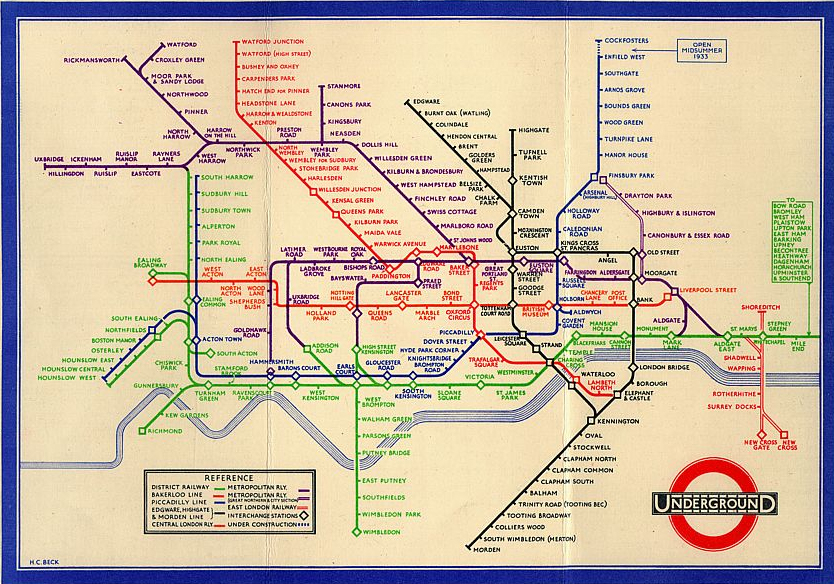 WATFORD
CROXLEY GREEN
RICKMANSWORTH
MOOR PARK
& SANDY LODGE
NORTHWOOD
PINNER
NORTH
HARROW
HARROW
ON THE HILL
WEST
HARROW
NORTHWICK
PARK
PRESTON
ROAD
WEMBLEY
PARK
UXBRIDGE
ICKENHAM
RUISLIP
MANOR
RAYNERS
LANE
HILLINGDON
RUISLIP
EASTCOTE
WATFORD JUNCTION
WATFORD (HIGH STREET)
BUSHEY AND OXHEY
CARPENDERS PARK
HATCH END FOR PINNER
HEADSTONE LANE
HARROW & WEALDSTONE
KENTON
NORTH
WEMBLEY
WEMBLEY FOR SUDBURY
STONEBRIDGE PARK
HARLESDEN
WILLESDEN JUNCTION
KENSAL GREEN
QUEENS PARK
KILBURN PARK
MAIDA VALE
WARWICK AVENUE
MARYLEBONE
STANMORE
CANONS PARK
KINGSBURY
NEASDEN
DOLLIS HILL
WILLESDEN GREEN
KILBURN & BRONDESBURY
WEST HAMPSTEAD
FINCHLEY ROAD
SWISS COTTAGE
MARLBORO ROAD
ST. JOHNS WOOD
EDGWARE
BURNT OAK (WATLING)
COLINDALE
HENDON CENTRAL
BRENT
GOLDERS
GREEN
HAMPSTEAD
BELSIZE
PARK
CHALK
FARM
HIGHGATE
TUFNELL
PARK
KENTISH
TOWN
CAMDEN
TOWN
MORNINGTON
CRESCENT
EUSTON
COCKFOSTERS
ENFIELD WEST
OPEN
MIDSUMMER
1933
SOUTHGATE
ARNOS GROVE
BOUNDS GREEN
WOOD GREEN
TURNPIKE LANE
MANOR HOUSE
FINSBURY PARK
ARSENAL
(HIGHBURY HILL)
DRAYTON PARK
HOLLOWAY
ROAD
HIGHBURY & ISLINGTON
CALEDONIAN
ROAD
CANONBURY & ESSEX ROAD
KINGS CROSS
ST. PANCRAS
ANGEL
OLD STREET
MOORGATE
TO
BOW ROAD
BROMLEY
WEST HAM
PLAISTOW
UPTON PARK
EAST HAM
BARKING
UPNEY
BECONTREE
HEATHWAY
DAGENHAM
HORNCHURCH
UPMINSTER
& SOUTHEND
SOUTH HARROW
SUDBURY HILL
SUDBURY TOWN
ALPERTON
PARK ROYAL
NORTH EALING
EALING
BROADWAY
WEST
ACTON
EAST
ACTON
NORTH
ACTON
WOOD
LANE
SHEPHERDS
BUSH
EALING
COMMON
LATIMER
ROAD
LADBROKE
GROVE
WESTBOURNE
PARK
ROYAL
OAK
BISHOPS ROAD
PADDINGTON
BAYSWATER
EDGWARE
ROAD
PRAED
STREET
BAKER
STREET
GREAT
PORTLAND
ST.
REGENTS
PARK
WARREN
STREET
GOODGE
STREET
EUSTON
SQUARE
FARRINGDON
ALDERSGATE
RUSSELL
SQUARE
UXBRIDGE
ROAD
HOLLAND
PARK
NOTTING
HILL GATE
QUEENS
ROAD
LANCASTER
GATE
MARBLE
ARCH
BOND
STREET
OXFORD
CIRCUS
TOTTENHAM
COURT ROAD
BRITISH
MUSEUM
HOLBORN
CHANCERY
LANE
POST
OFFICE
BANK
LIVERPOOL STREET
ALDWYCH
COVENT
GARDEN
LEICESTER
SQUARE
GOLDHAWK
ROAD
ADDISON
ROAD
HIGH STREET
KENSINGTON
PICCADILLY
DOVER STREET
HYDE PARK CORNER
KNIGHTSBRIDGE
BROMPTON
ROAD
TRAFALGAR
SQUARE
STRAND
MANSION
HOUSE
BLACKFRIARS
CANNON
STREET
MONUMENT
MARK
LANE
ALDGATE
ALDGATE
EAST
ST. MARYS
WHITECHAPEL
STEPNEY
GREEN
MILE
END
SHOREDITCH
SHADWELL
WAPPING
ROTHERHITHE
SURREY DOCKS
NEW CROSS
GATE
NEW
CROSS
SOUTH EALING
NORTHFIELDS
BOSTON MANOR
OSTERLEY
HOUNSLOW EAST
HOUNSLOW CENTRAL
HOUNSLOW WEST
ACTON TOWN
SOUTH ACTON
CHISWICK
PARK
GUNNERSBURY
KEW GARDENS
RICHMOND
TURNHAM
GREEN
STAMFORD
BROOK
RAVENSCOURT
PARK
HAMMERSMITH
BARONS COURT
WEST
KENSINGTON
EARLS
COURT
GLOUCESTER
ROAD
SOUTH
KENSINGTON
SLOANE
SQUARE
VICTORIA
ST. JAMES
PARK
WESTMINSTER
CHARING
CROSS
TEMPLE
WATERLOO
LAMBETH
NORTH
ELEPHANT
& CASTLE
LONDON BRIDGE
BOROUGH
KENNINGTON
OVAL
STOCKWELL
CLAPHAM NORTH
CLAPHAM COMMON
CLAPHAM SOUTH
BALHAM
TRINITY ROAD (TOOTING BEC)
TOOTING BROADWAY
COLLIERS WOOD
SOUTH WIMBLEDON (MERTON)
MORDEN
WEST
BROMPTON
WALHAM GREEN
PARSONS GREEN
PUTNEY BRIDGE
EAST PUTNEY
SOUTHFIELDS
WIMBLEDON PARK
WIMBLEDON
REFERENCE
DISTRICT RAILWAY
BAKERLOO LINE
PICCADILLY LINE
EDGWARE, HIGHGATE
& MORDEN LINE
CENTRAL LONDON RLY.
METROPOLITAN RLY.
METROPOLITAN RLY.
(GREAT NORTHERN & CITY SECTION)
EAST LONDON RAILWAY
INTERCHANGE STATIONS
UNDER CONSTRUCTION
UNDERGROUND
H.C. BECK